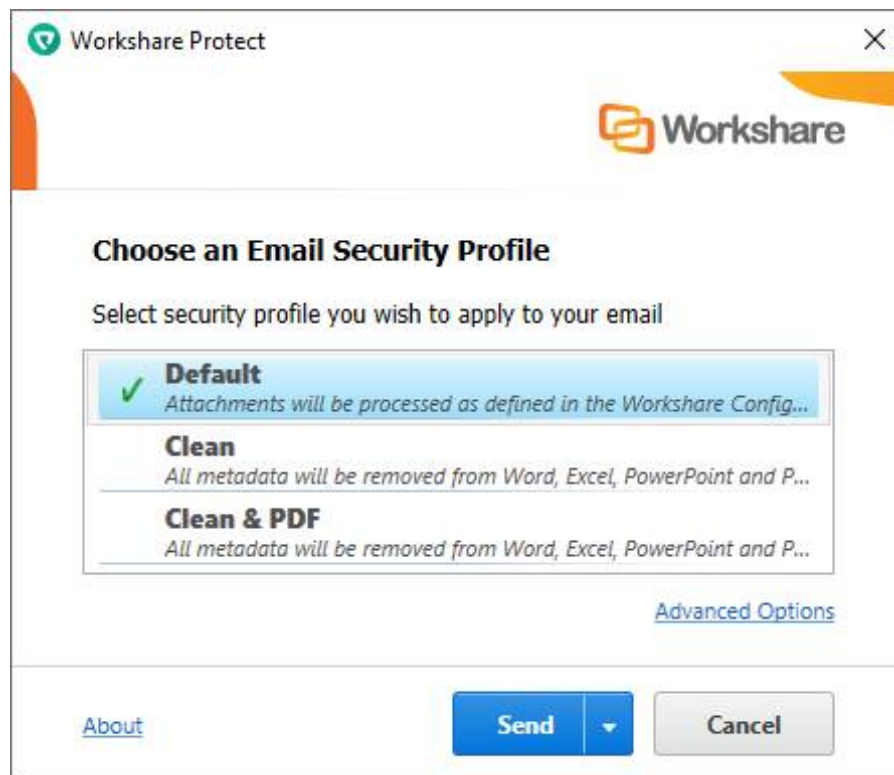 Workshare Protect
Workshare
Choose an Email Security Profile
Select security profile you wish to apply to your email
Default
Attachments will be processed as defined in the Workshare Config...
Clean
All metadata will be removed from Word, Excel, PowerPoint and P...
Clean & PDF
All metadata will be removed from Word, Excel, PowerPoint and P...
Advanced Options
About
Send
Cancel